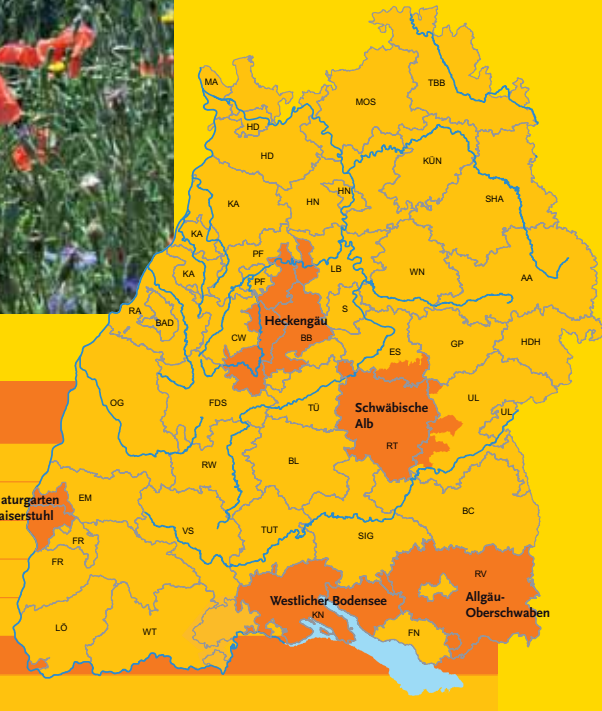 MA
TBB
MOS
HD
HD
KÜN
HN
SHA
KA
HN
KA
PF
KA
PF
LB
WN
AA
RA
BAD
Heckengäu
S
CW
BB
ES
GP
HDH
OG
FDS
TÜ
Schwäbische
Alb
UL
UL
RT
RW
BL
aturgarten
aiserstuhl
EM
BC
VS
TUT
SIG
FR
FR
RV
Westlicher Bodensee
Allgäu-
Oberschwaben
KN
LÖ
WT
FN